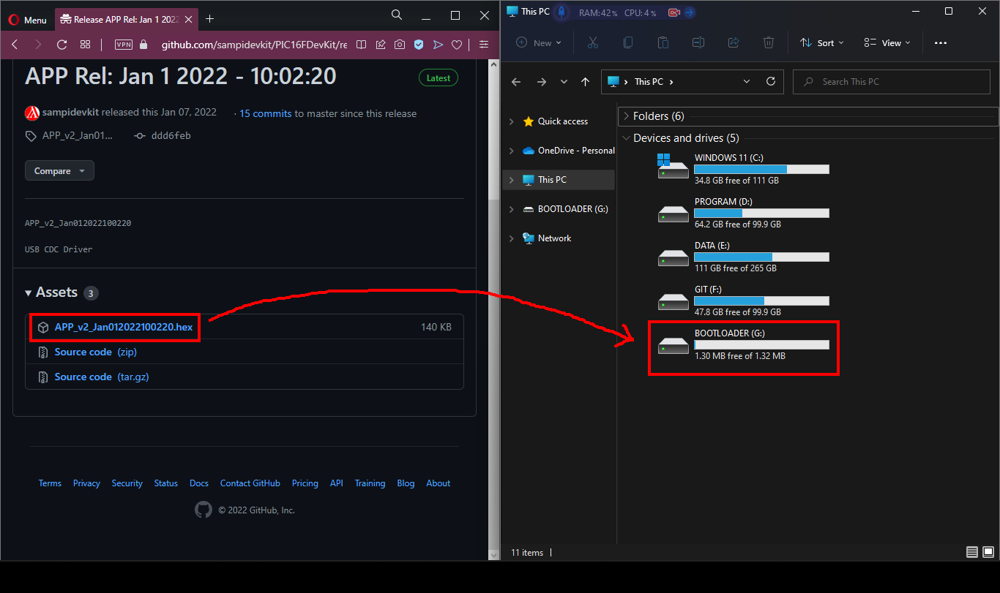 Menu
Release APP Rel: Jan 1 2022
VPN
github.com/sampidevkit/PIC16FDevKit/re
APP Rel: Jan 1 2022 - 10:02:20
Latest
sampidevkit released this Jan 07, 2022
· 15 commits to master since this release
APP_v2_Jan01...
ddd6feb
Compare
APP_v2_Jan012022100220
USB CDC Driver
Assets 3
APP_v2_Jan012022100220.hex 140 KB
Source code (zip)
Source code (tar.gz)
Terms Privacy Security Status Docs Contact GitHub Pricing API Training Blog About
© 2022 GitHub, Inc.
This PC
RAM:42% CPU:4%
New
Sort
View
This PC
Search This PC
Quick access
OneDrive - Personal
This PC
BOOTLOADER (G:)
Network
Folders (6)
Devices and drives (5)
WINDOWS 11 (C:)
34.8 GB free of 111 GB
PROGRAM (D:)
64.2 GB free of 99.9 GB
DATA (E:)
111 GB free of 265 GB
GIT (F:)
47.8 GB free of 99.9 GB
BOOTLOADER (G:)
1.30 MB free of 1.32 MB
11 items